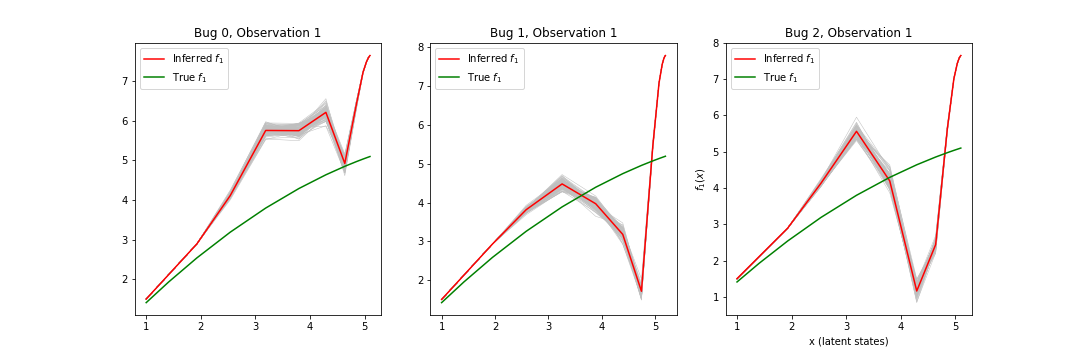 Bug 0, Observation 1
Inferred f₁
True f₁
7
6
5
4
3
2
1 2 3 4 5
Bug 1, Observation 1
Inferred f₁
True f₁
8
7
6
5
4
3
2
1 2 3 4 5
Bug 2, Observation 1
Inferred f₁
True f₁
f₁(x)
8
7
6
5
4
3
2
1
1 2 3 4 5
x (latent states)